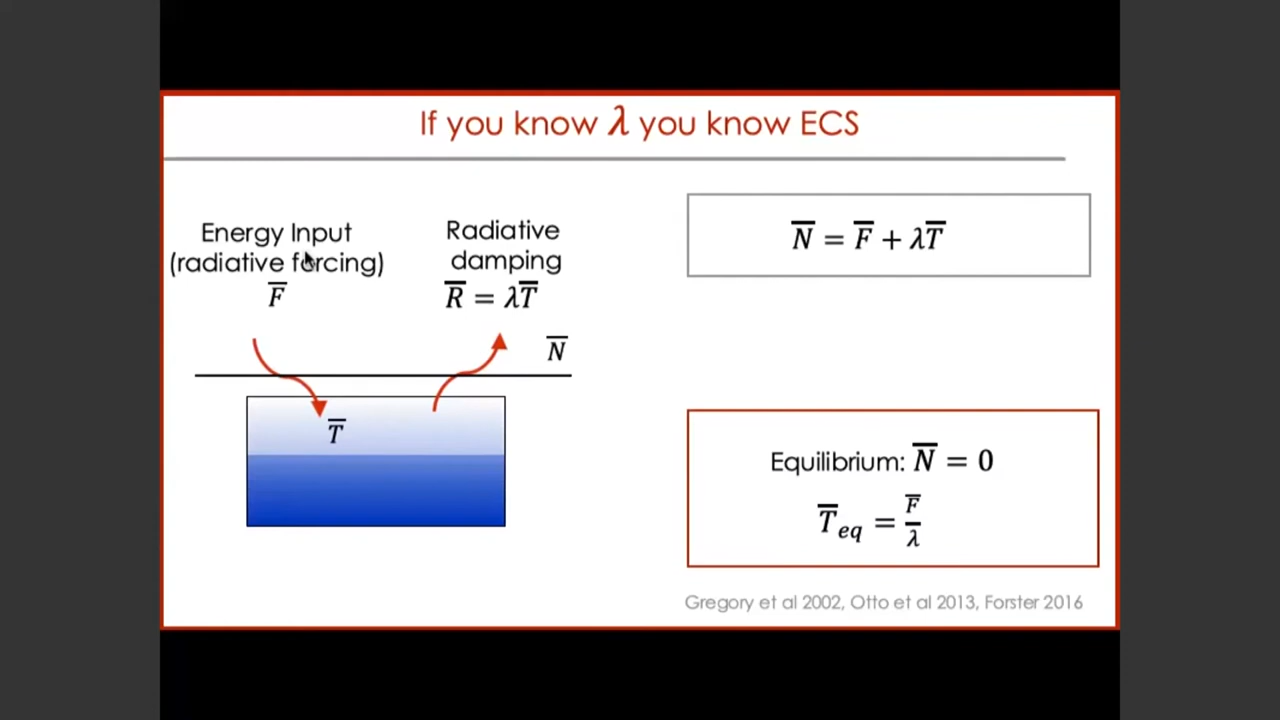 If you know λ you know ECS
Energy Input
(radiative forcing)
F̅
Radiative
damping
R̅ = λT̅
N̅
T̅
N̅ = F̅ + λT̅
Equilibrium: N̅ = 0
T̅eq = F̅/λ
Gregory et al 2002, Otto et al 2013, Forster 2016